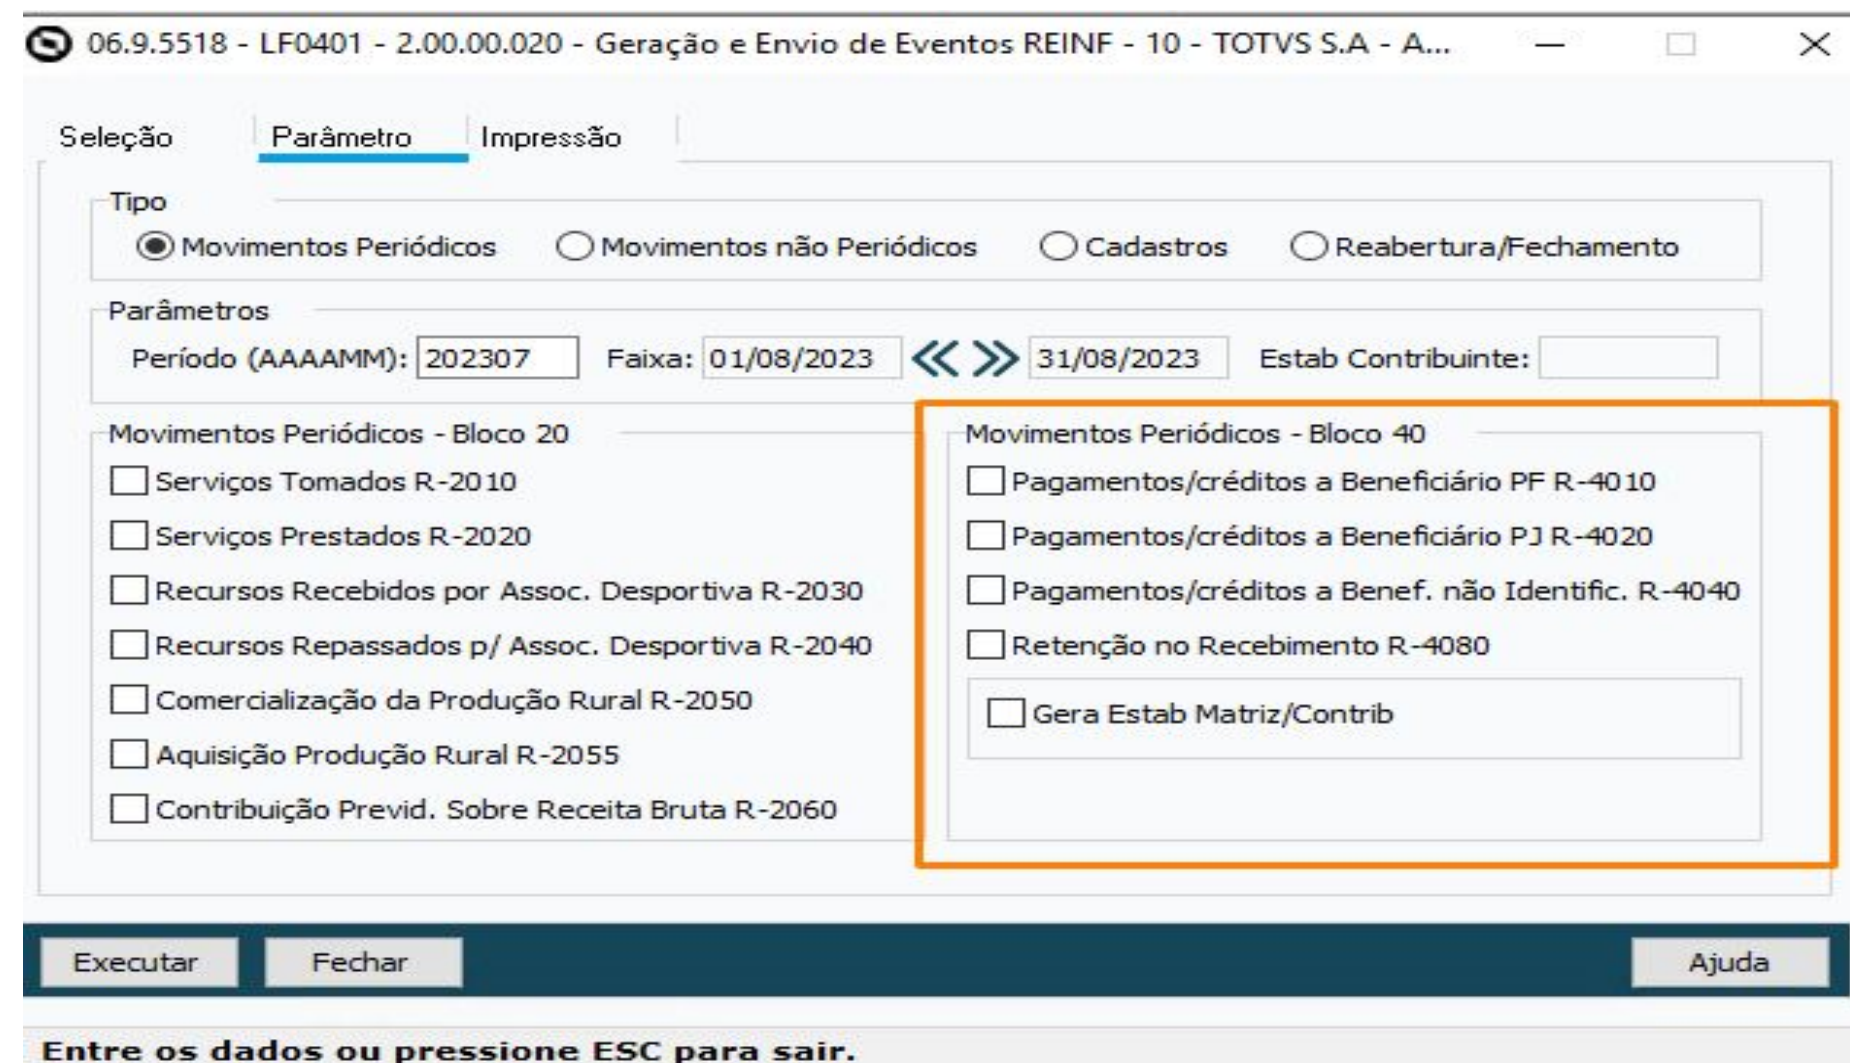 06.9.5518 - LF0401 - 2.00.00.020 - Geração e Envio de Eventos REINF - 10 - TOTVS S.A - A...
Seleção Parâmetro Impressão
Tipo
Movimentos Periódicos Movimentos não Periódicos Cadastros Reabertura/Fechamento
Parâmetros
Período (AAAAMM): 202307 Faixa: 01/08/2023 31/08/2023 Estab Contribuinte:
Movimentos Periódicos - Bloco 20
Serviços Tomados R-2010
Serviços Prestados R-2020
Recursos Recebidos por Assoc. Desportiva R-2030
Recursos Repassados p/ Assoc. Desportiva R-2040
Comercialização da Produção Rural R-2050
Aquisição Produção Rural R-2055
Contribuição Previd. Sobre Receita Bruta R-2060
Movimentos Periódicos - Bloco 40
Pagamentos/créditos a Beneficiário PF R-4010
Pagamentos/créditos a Beneficiário PJ R-4020
Pagamentos/créditos a Benef. não Identific. R-4040
Retenção no Recebimento R-4080
Gera Estab Matriz/Contrib
Executar Fechar Ajuda
Entre os dados ou pressione ESC para sair.